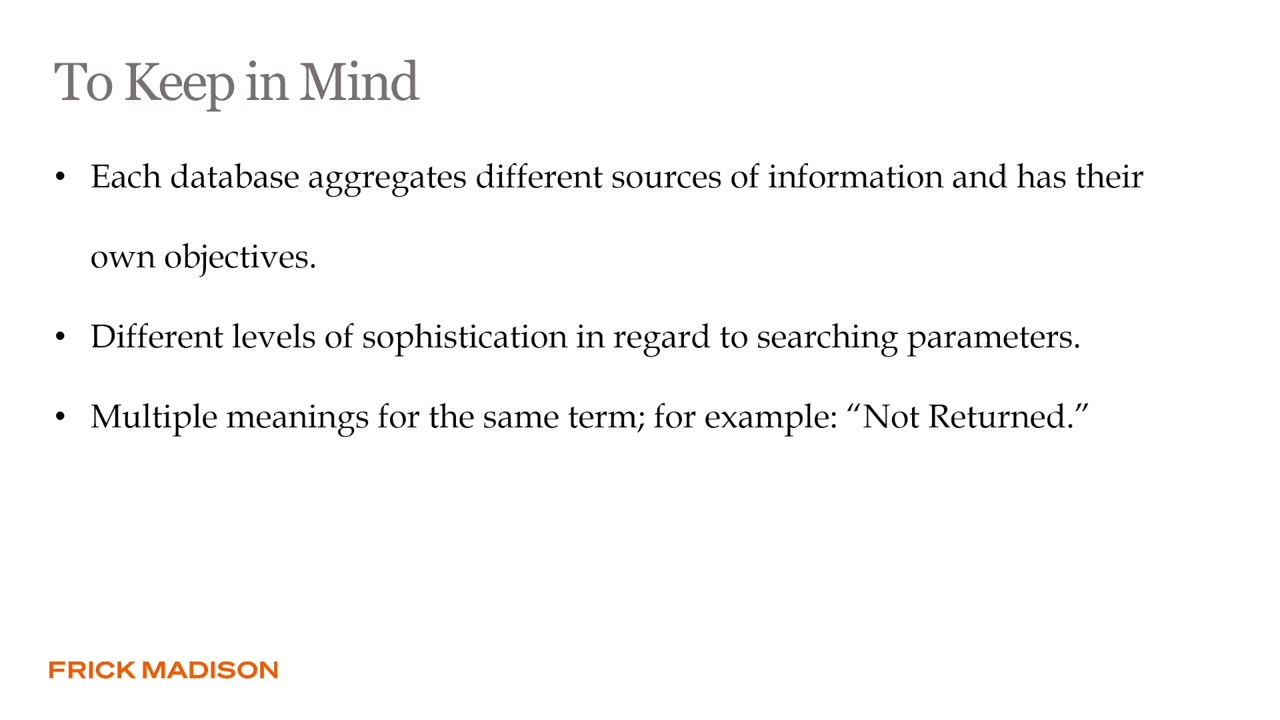 To Keep in Mind
• Each database aggregates different sources of information and has their
own objectives.
• Different levels of sophistication in regard to searching parameters.
• Multiple meanings for the same term; for example: “Not Returned.”
FRICK MADISON